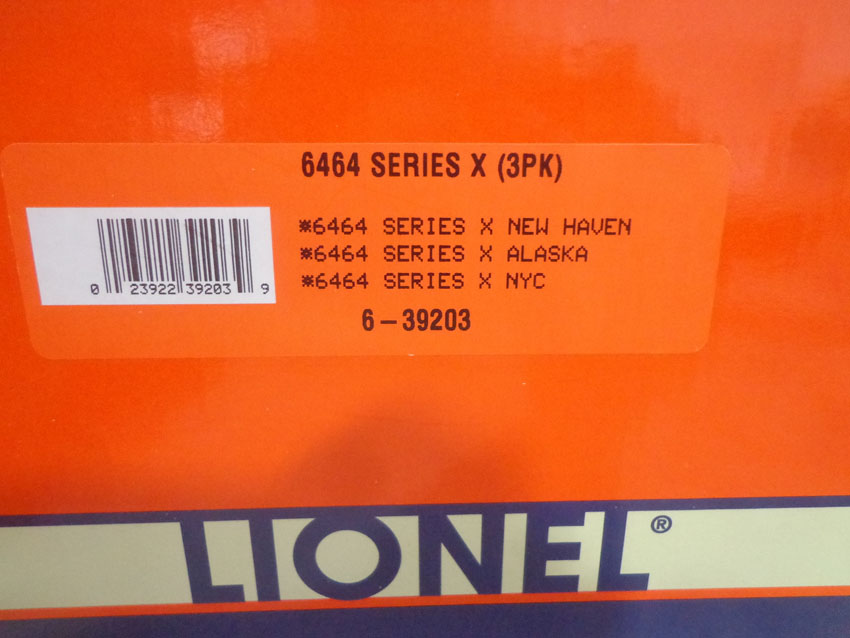 6464 SERIES X (3PK)
*6464 SERIES X NEW HAVEN
*6464 SERIES X ALASKA
*6464 SERIES X NYC
0 23922 39203 9
6-39203
LIONEL®